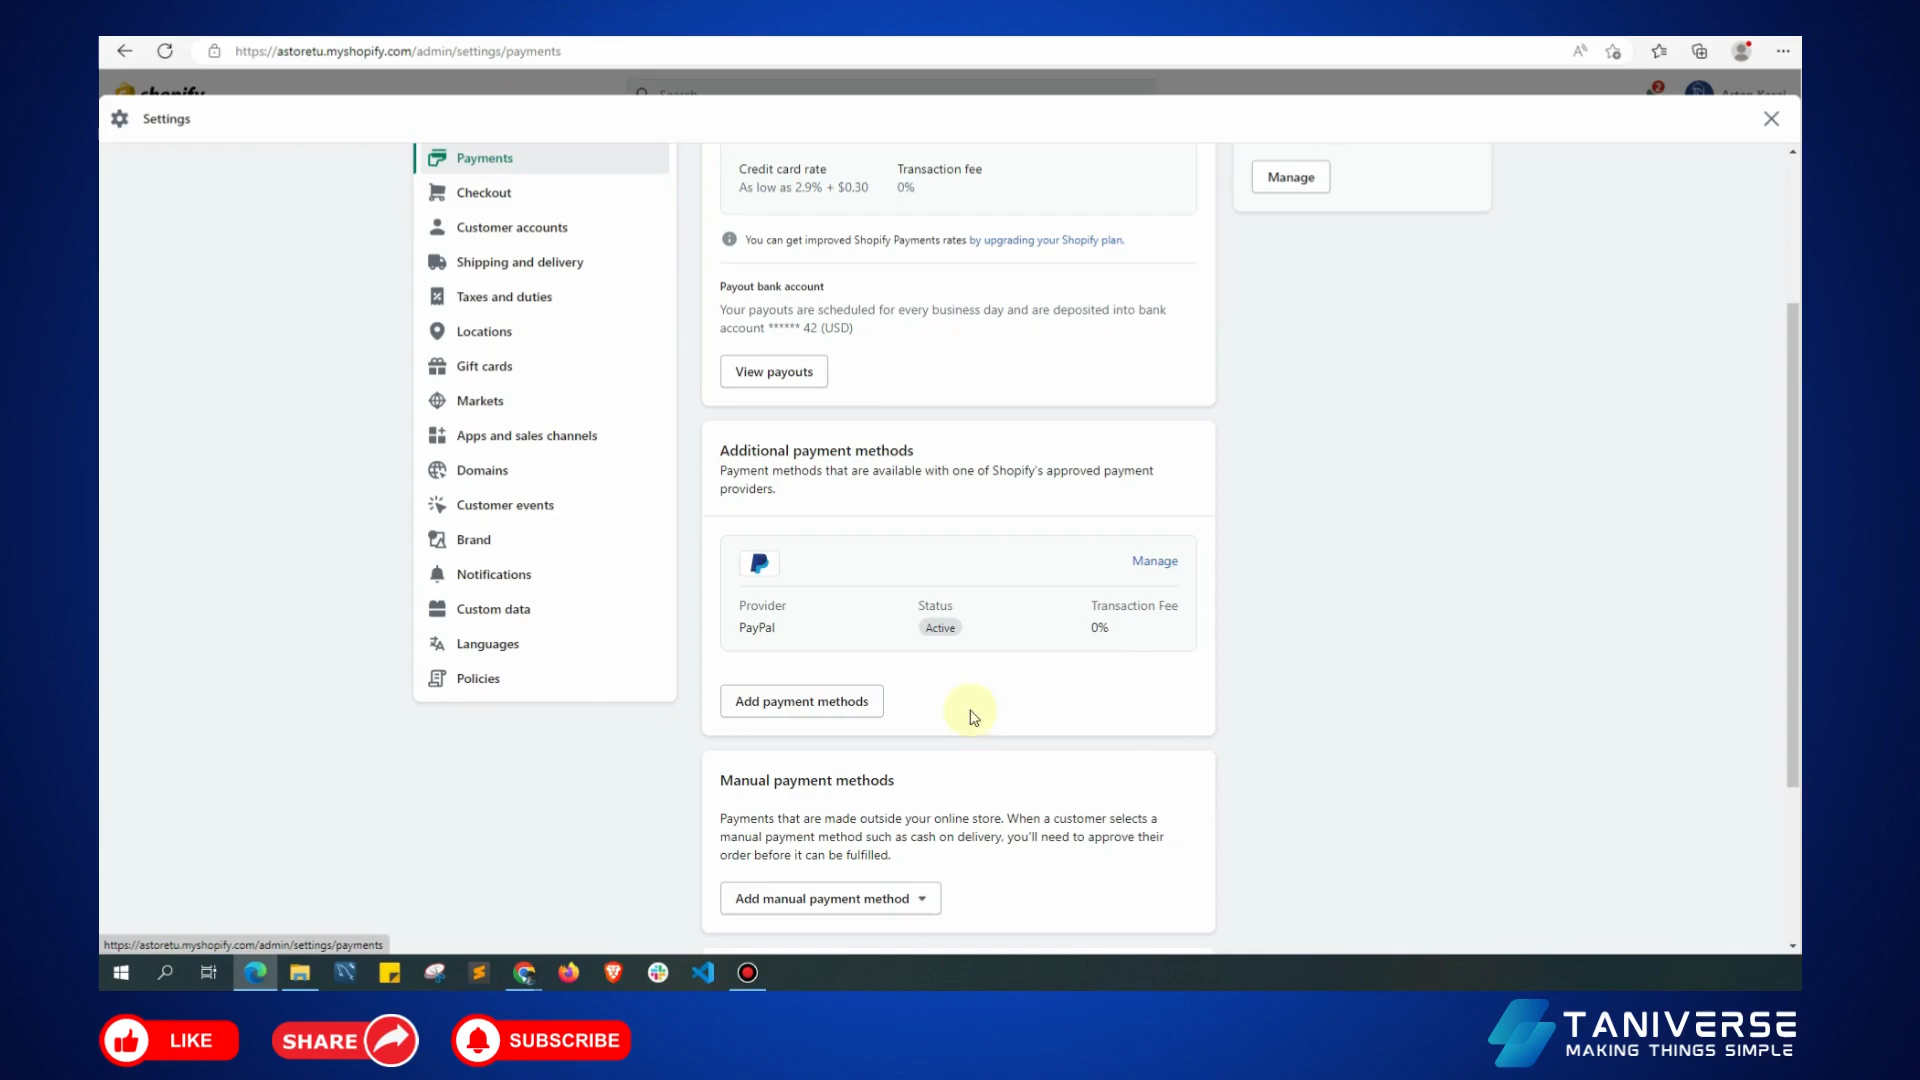 https://astoretu.myshopify.com/admin/settings/payments
shopify
Search
2
Settings
Payments
Checkout
Customer accounts
Shipping and delivery
Taxes and duties
Locations
Gift cards
Markets
Apps and sales channels
Domains
Customer events
Brand
Notifications
Custom data
Languages
Policies
Credit card rate
Transaction fee
As low as 2.9% + $0.30
0%
You can get improved Shopify Payments rates by upgrading your Shopify plan.
Payout bank account
Your payouts are scheduled for every business day and are deposited into bank
account ****** 42 (USD)
View payouts
Manage
Additional payment methods
Payment methods that are available with one of Shopify's approved payment
providers.
Manage
Provider
Status
Transaction Fee
PayPal
Active
0%
Add payment methods
Manual payment methods
Payments that are made outside your online store. When a customer selects a
manual payment method such as cash on delivery, you'll need to approve their
order before it can be fulfilled.
Add manual payment method
https://astoretu.myshopify.com/admin/settings/payments
LIKE
SHARE
SUBSCRIBE
TANIVERSE
MAKING THINGS SIMPLE